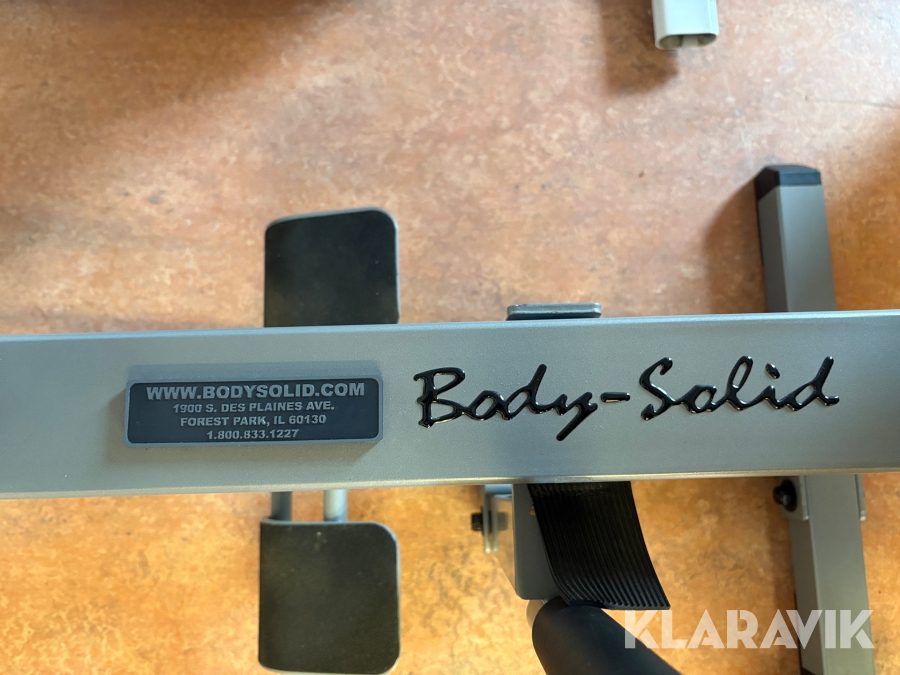 WWW.BODYSOLID.COM
1900 S. DES PLAINES AVE.
FOREST PARK, IL 60130
1.800.833.1227
Body-Solid
KLARAVIK